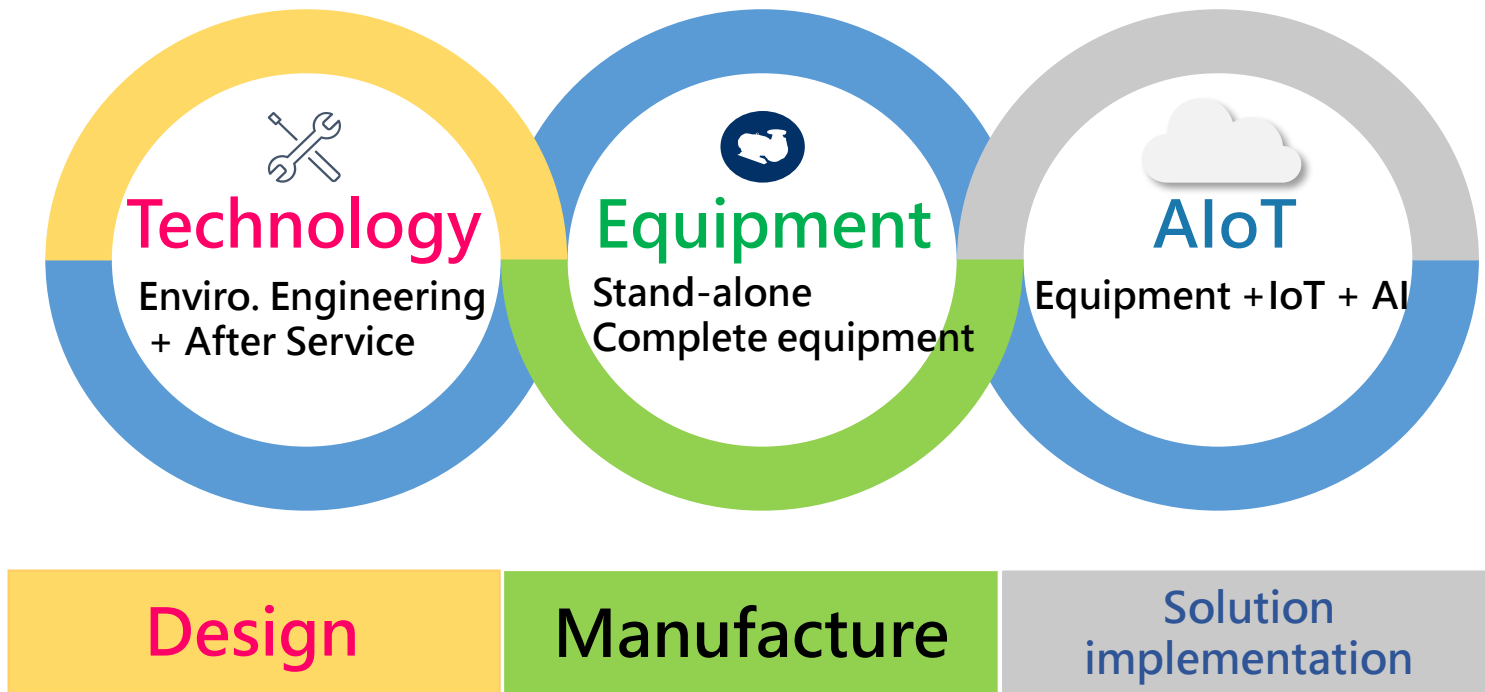 Technology
Enviro. Engineering
+ After Service
Equipment
Stand-alone
Complete equipment
AIoT
Equipment +IoT + AI
Design
Manufacture
Solution
implementation